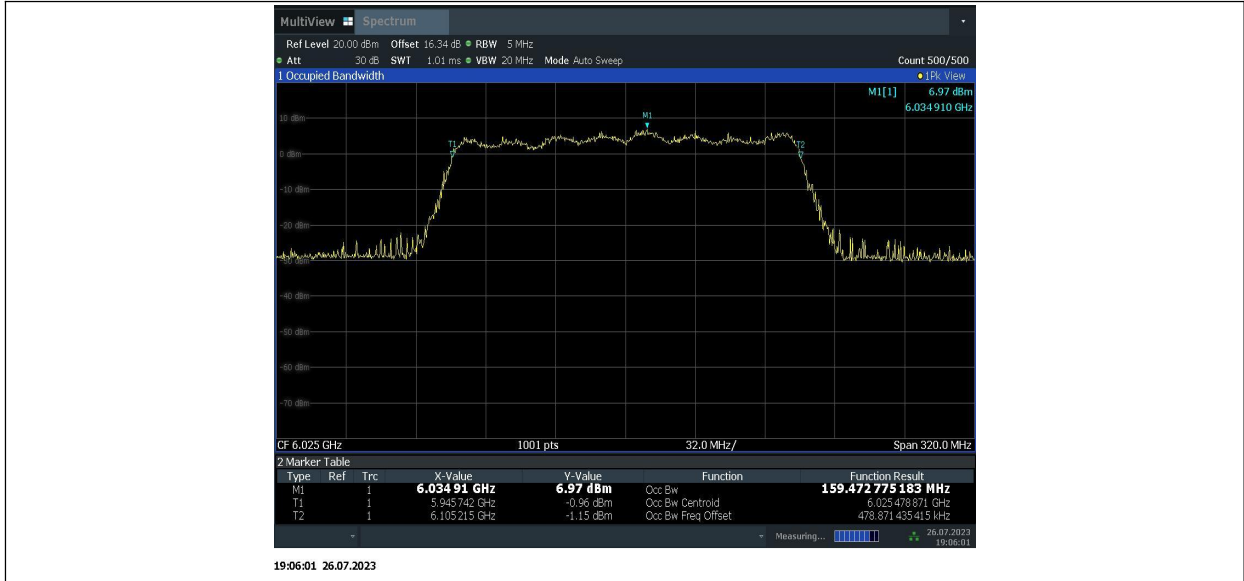 MultiView Spectrum
Ref Level 20.00 dBm Offset 16.34 dB RBW 5 MHz
Att 30 dB SWT 1.01 ms VBW 20 MHz Mode Auto Sweep Count 500/500
1 Occupied Bandwidth 1Pk View
M1[1] 6.97 dBm
6.034 910 GHz
M1
10 dBm
T1
T2
0 dBm
-10 dBm
-20 dBm
-30 dBm
-40 dBm
-50 dBm
-60 dBm
-70 dBm
CF 6.025 GHz 1001 pts 32.0 MHz/ Span 320.0 MHz
2 Marker Table
Type Ref Trc X-Value Y-Value Function Function Result
M1 1 6.034 91 GHz 6.97 dBm Occ Bw 159.472 775 183 MHz
T1 1 5.945 742 GHz -0.96 dBm Occ Bw Centroid 6.025 478 871 GHz
T2 1 6.105 215 GHz -1.15 dBm Occ Bw Freq Offset 478.871 435 415 kHz
Measuring... 26.07.2023
19:06:01
19:06:01 26.07.2023